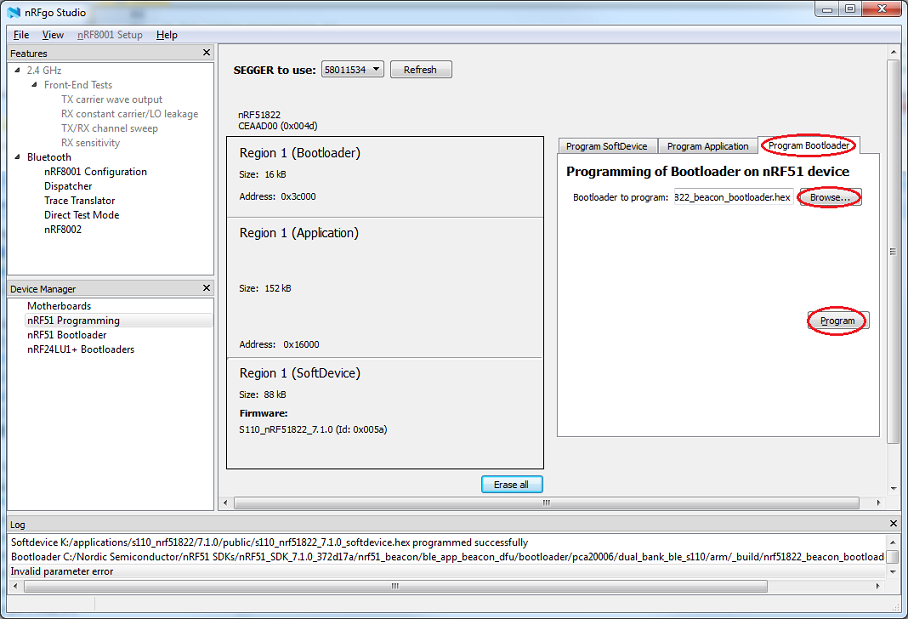 nRFgo Studio
File View nRF8001 Setup Help
Features
2.4 GHz
Front-End Tests
TX carrier wave output
RX constant carrier/LO leakage
TX/RX channel sweep
RX sensitivity
Bluetooth
nRF8001 Configuration
Dispatcher
Trace Translator
Direct Test Mode
nRF8002
Device Manager
Motherboards
nRF51 Programming
nRF51 Bootloader
nRF24LU1+ Bootloaders
SEGGER to use: 58011534 Refresh
nRF51822
CEAAD00 (0x004d)
Region 1 (Bootloader)
Size: 16 kB
Address: 0x3c000
Region 1 (Application)
Size: 152 kB
Address: 0x16000
Region 1 (SoftDevice)
Size: 88 kB
Firmware:
S110_nRF51822_7.1.0 (Id: 0x005a)
Erase all
Program SoftDevice Program Application Program Bootloader
Programming of Bootloader on nRF51 device
Bootloader to program: 822_beacon_bootloader.hex Browse...
Program
Log
Softdevice K:/applications/s110_nrf51822/7.1.0/public/s110_nrf51822_7.1.0_softdevice.hex programmed successfully
Bootloader C:/Nordic Semiconductor/nRF51 SDKs/nRF51_SDK_7.1.0_372d17a/nrf51_beacon/ble_app_beacon_dfu/bootloader/pca20006/dual_bank_ble_s110/arm/_build/nrf51822_beacon_bootload
Invalid parameter error